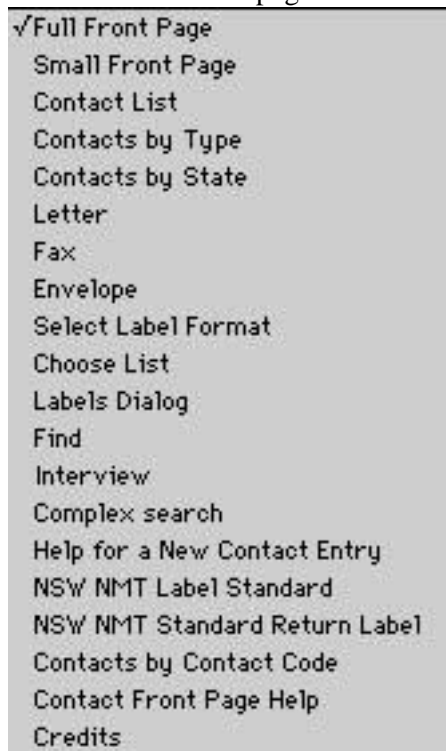 √Full Front Page
Small Front Page
Contact List
Contacts by Type
Contacts by State
Letter
Fax
Envelope
Select Label Format
Choose List
Labels Dialog
Find
Interview
Complex search
Help for a New Contact Entry
NSW NMT Label Standard
NSW NMT Standard Return Label
Contacts by Contact Code
Contact Front Page Help
Credits